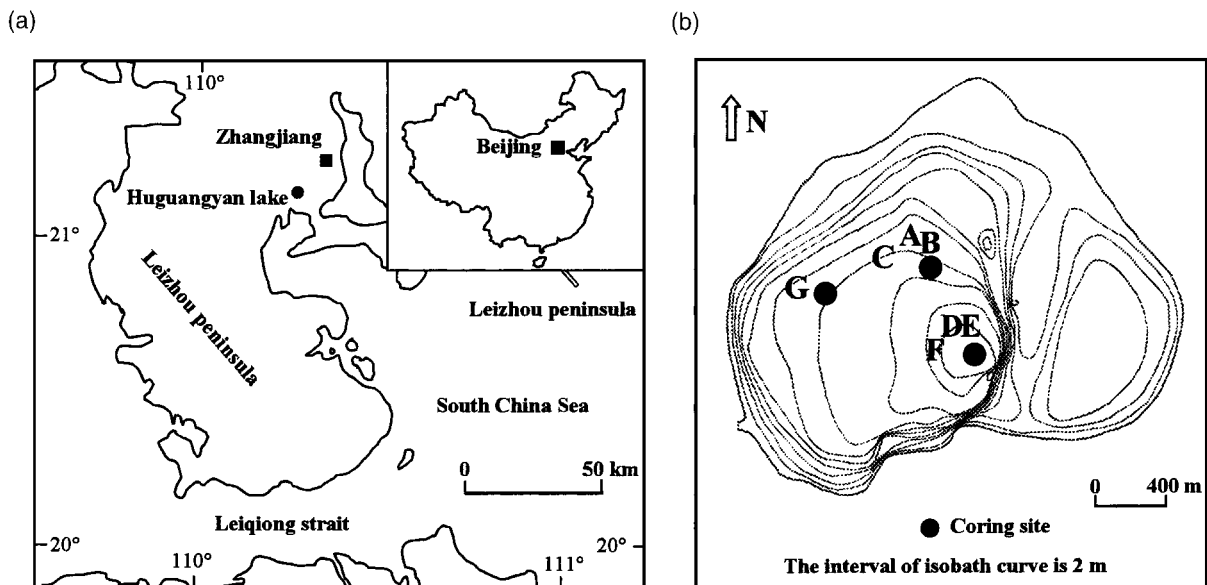 (a)
110°
Zhangjiang
Huguangyan lake
Beijing
21°
Leizhou peninsula
Leizhou peninsula
South China Sea
0 50 km
Leiqiong strait
20°
110°
111°
20°
(b)
N
A B
C
G
D E
F
0 400 m
Coring site
The interval of isobath curve is 2 m